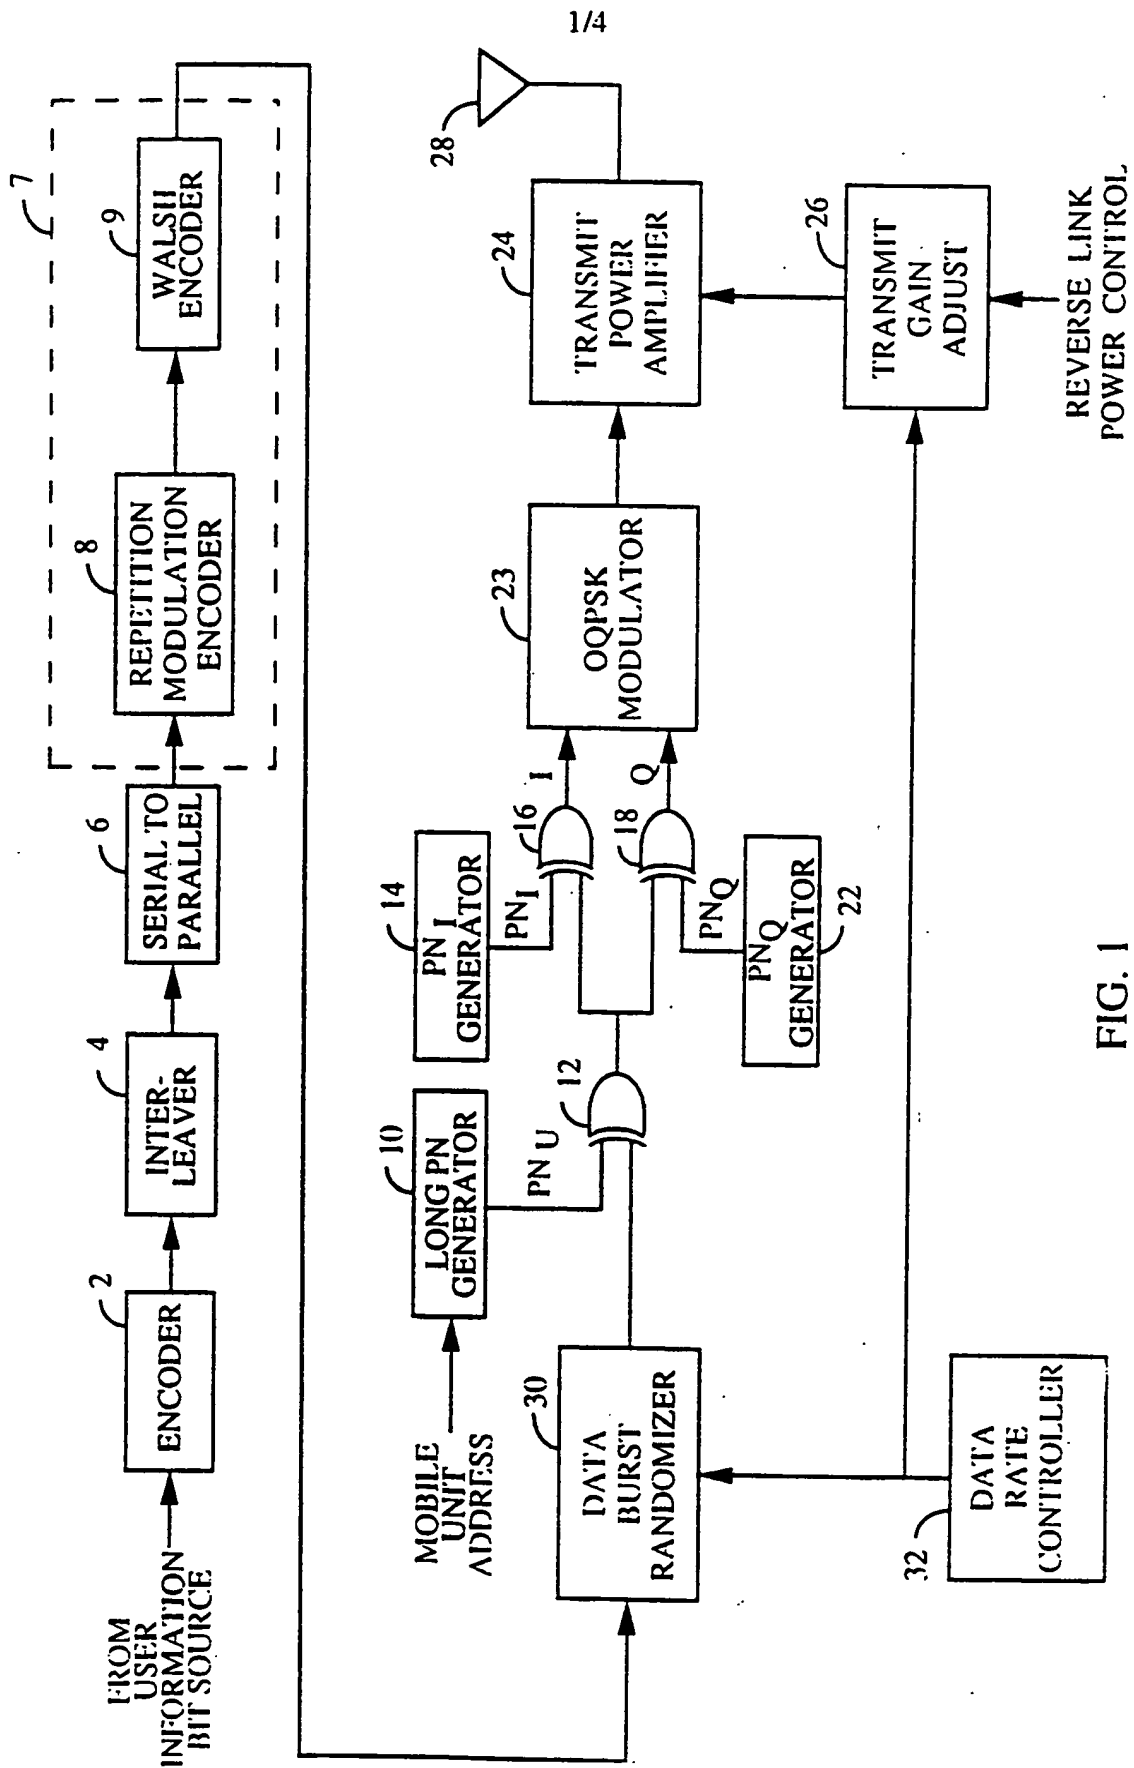 1/4
7
FROM
USER
INFORMATION
BIT SOURCE
2
ENCODER
4
INTER-
LEAVER
6
SERIAL TO
PARALLEL
8
REPETITION
MODULATION
ENCODER
9
WALSH
ENCODER
MOBILE
UNIT
ADDRESS
10
LONG PN
GENERATOR
PN U
12
14
PN I
GENERATOR
PN I
16
I
30
DATA
BURST
RANDOMIZER
18
Q
PN Q
PN Q
GENERATOR
22
23
OQPSK
MODULATOR
24
TRANSMIT
POWER
AMPLIFIER
28
26
TRANSMIT
GAIN
ADJUST
REVERSE LINK
POWER CONTROL
32
DATA
RATE
CONTROLLER
FIG. 1